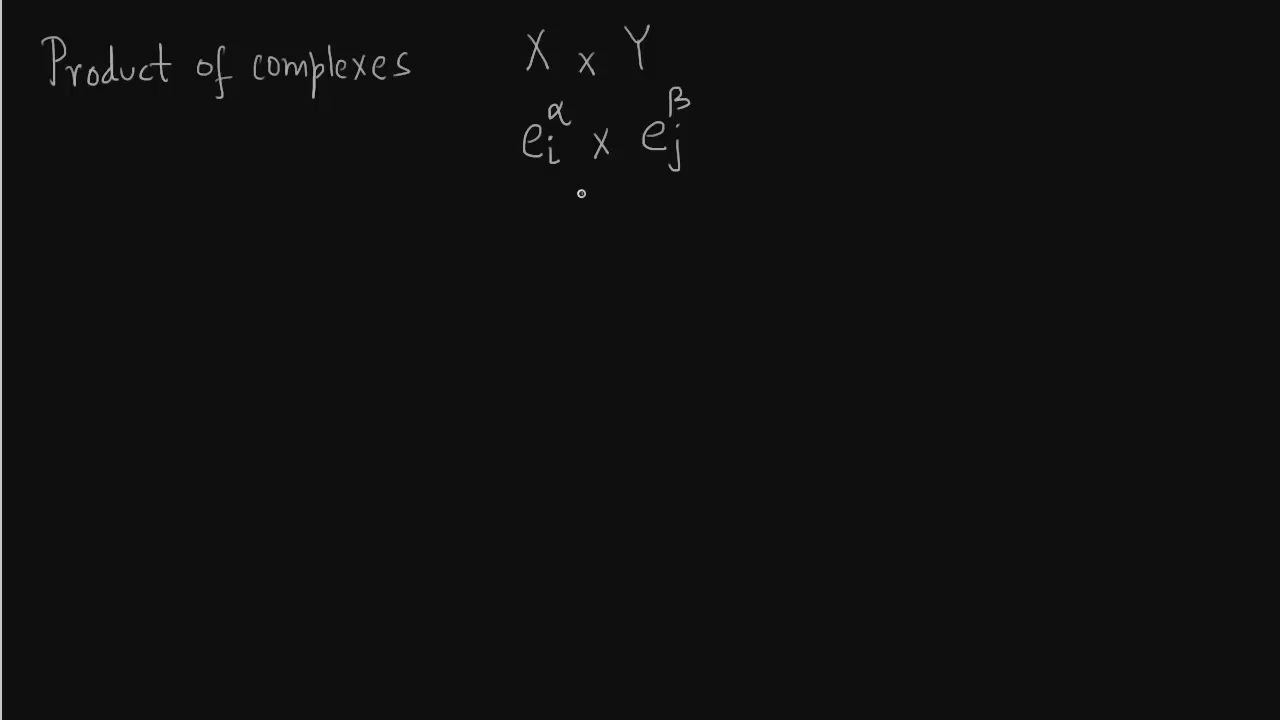 Product of complexes X × Y
e_i^α × e_j^β